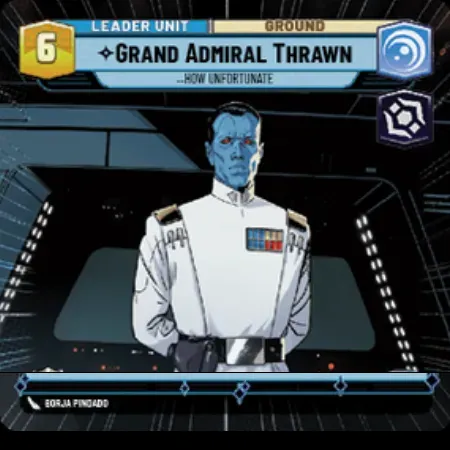 LEADER UNIT
GROUND
6
GRAND ADMIRAL THRAWN
...HOW UNFORTUNATE
BORJA PINDADO